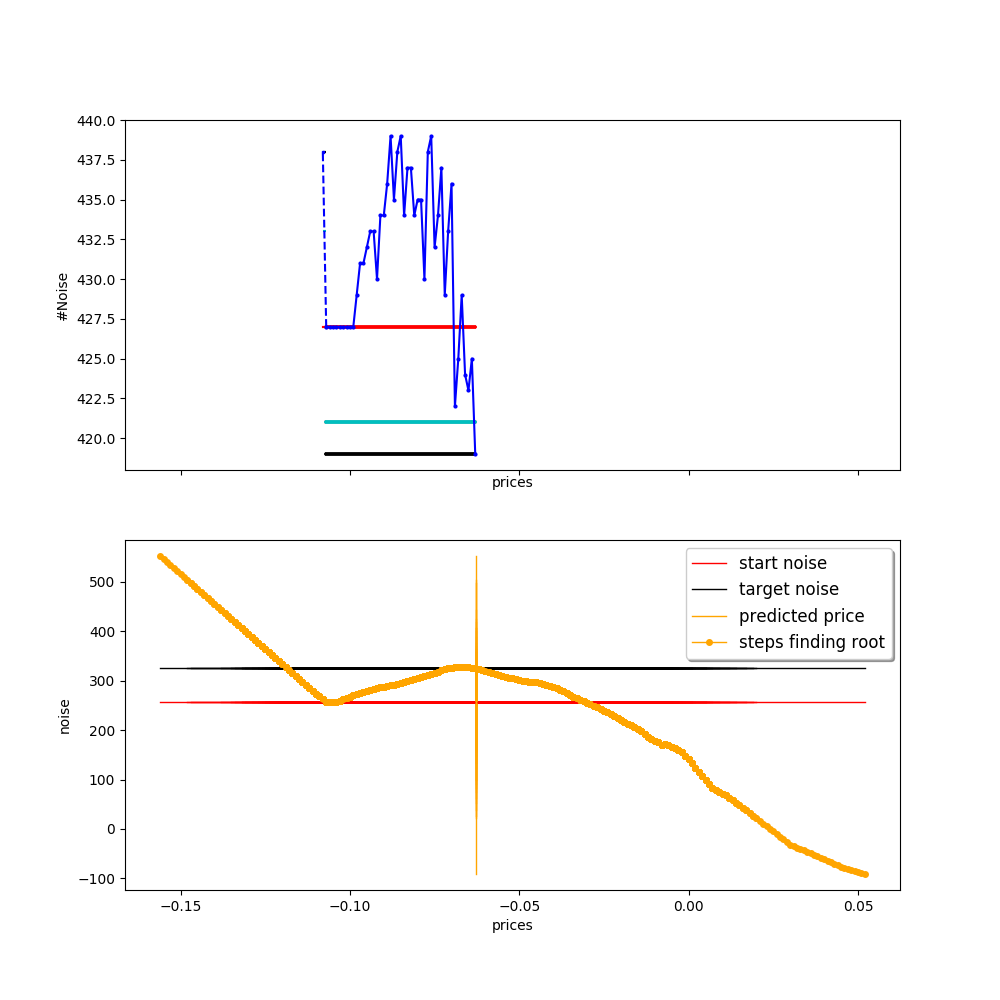 440.0
437.5
435.0
432.5
430.0
427.5
425.0
422.5
420.0
#Noise
prices
500
400
300
200
100
0
−100
noise
start noise
target noise
predicted price
steps finding root
−0.15
−0.10
−0.05
0.00
0.05
prices